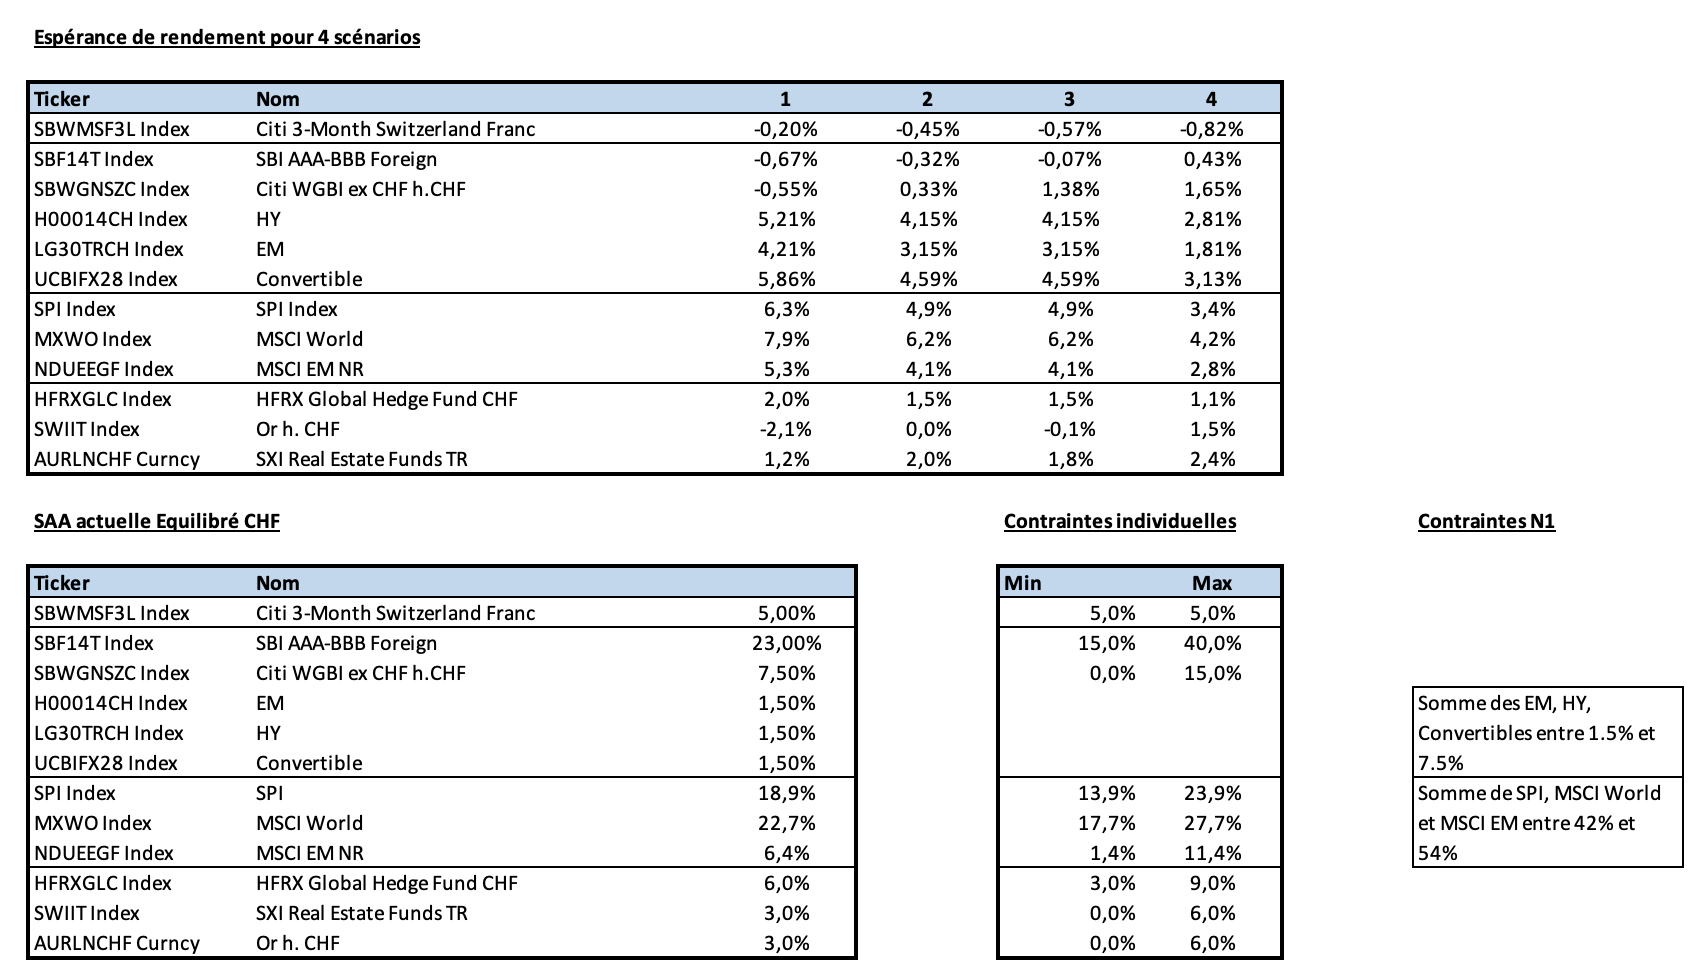 Espérance de rendement pour 4 scénarios
Ticker Nom 1 2 3 4
SBWMSF3L Index Citi 3-Month Switzerland Franc -0,20% -0,45% -0,57% -0,82%
SBF14T Index SBI AAA-BBB Foreign -0,67% -0,32% -0,07% 0,43%
SBWGNSZC Index Citi WGBI ex CHF h.CHF -0,55% 0,33% 1,38% 1,65%
H00014CH Index HY 5,21% 4,15% 4,15% 2,81%
LG30TRCH Index EM 4,21% 3,15% 3,15% 1,81%
UCBIFX28 Index Convertible 5,86% 4,59% 4,59% 3,13%
SPI Index SPI Index 6,3% 4,9% 4,9% 3,4%
MXWO Index MSCI World 7,9% 6,2% 6,2% 4,2%
NDUEEGF Index MSCI EM NR 5,3% 4,1% 4,1% 2,8%
HFRXGLC Index HFRX Global Hedge Fund CHF 2,0% 1,5% 1,5% 1,1%
SWIIT Index Or h. CHF -2,1% 0,0% -0,1% 1,5%
AURLNCHF Curncy SXI Real Estate Funds TR 1,2% 2,0% 1,8% 2,4%
SAA actuelle Equilibré CHF Contraintes individuelles Contraintes N1
Ticker Nom Min Max
SBWMSF3L Index Citi 3-Month Switzerland Franc 5,00% 5,0% 5,0%
SBF14T Index SBI AAA-BBB Foreign 23,00% 15,0% 40,0%
SBWGNSZC Index Citi WGBI ex CHF h.CHF 7,50% 0,0% 15,0%
H00014CH Index EM 1,50% Somme des EM, HY,
LG30TRCH Index HY 1,50% Convertibles entre 1.5% et
UCBIFX28 Index Convertible 1,50% 7.5%
SPI Index SPI 18,9% 13,9% 23,9% Somme de SPI, MSCI World
MXWO Index MSCI World 22,7% 17,7% 27,7% et MSCI EM entre 42% et
NDUEEGF Index MSCI EM NR 6,4% 1,4% 11,4% 54%
HFRXGLC Index HFRX Global Hedge Fund CHF 6,0% 3,0% 9,0%
SWIIT Index SXI Real Estate Funds TR 3,0% 0,0% 6,0%
AURLNCHF Curncy Or h. CHF 3,0% 0,0% 6,0%